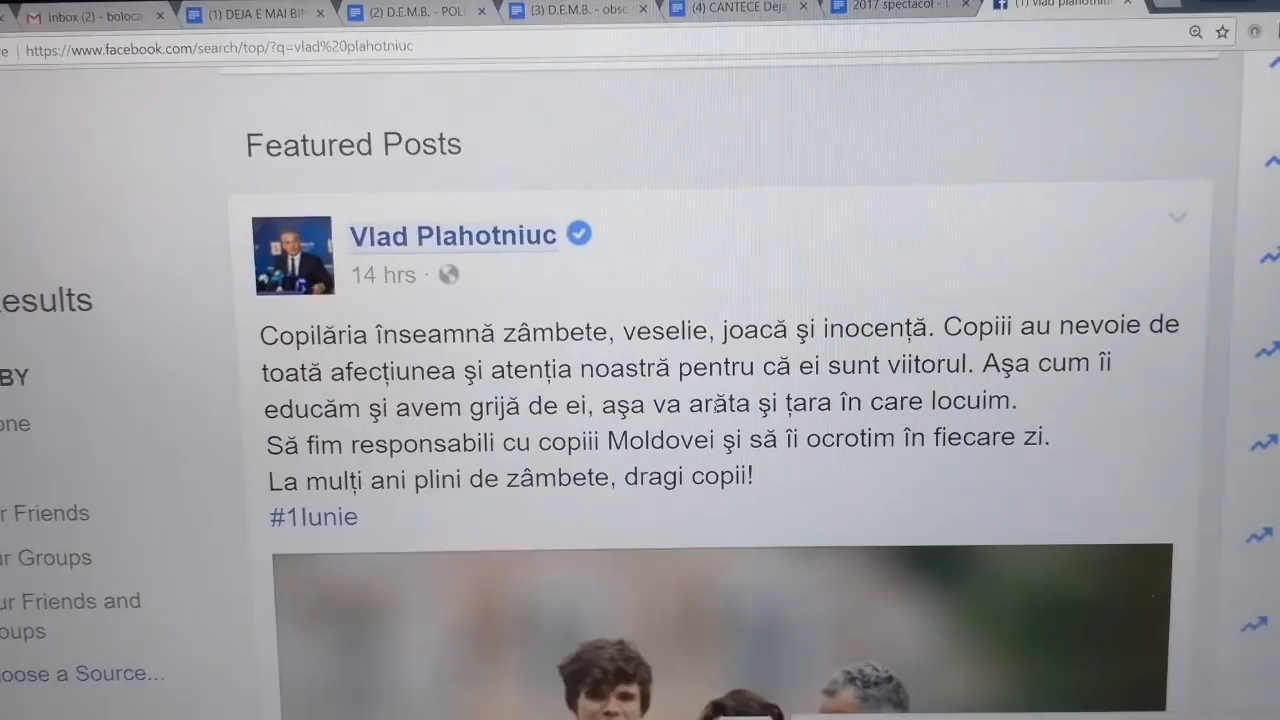 Inbox (2) - boloca
(1) DEJA E MAI BI
(2) D.E.M.B. - POL
(3) D.E.M.B. - obse
(4) CANTECE Deja
2017 spectacol -
(1) vlad plahotniuc
https://www.facebook.com/search/top/?q=vlad%20plahotniuc
Featured Posts
Vlad Plahotniuc
14 hrs ·
Copilăria înseamnă zâmbete, veselie, joacă şi inocență. Copiii au nevoie de
toată afecțiunea şi atenția noastră pentru că ei sunt viitorul. Aşa cum îi
educăm şi avem grijă de ei, aşa va arăta şi țara în care locuim.
Să fim responsabili cu copiii Moldovei şi să îi ocrotim în fiecare zi.
La mulți ani plini de zâmbete, dragi copii!
#1Iunie
esults
BY
one
r Friends
ur Groups
ur Friends and
oups
oose a Source...